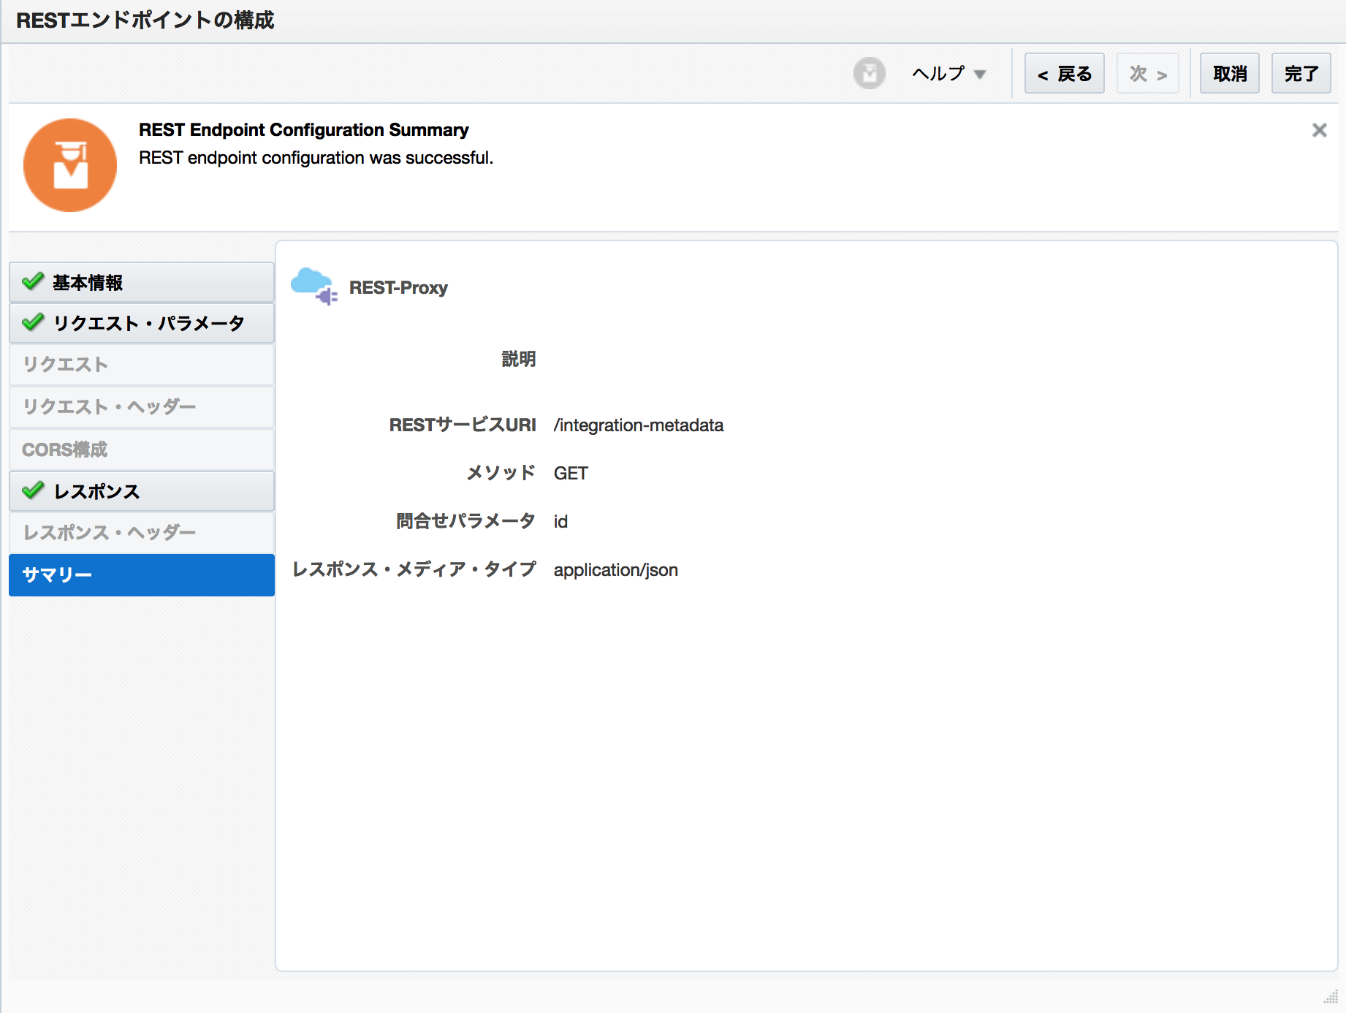 RESTエンドポイントの構成
ヘルプ
< 戻る
次 >
取消
完了
REST Endpoint Configuration Summary
REST endpoint configuration was successful.
基本情報
リクエスト・パラメータ
リクエスト
リクエスト・ヘッダー
CORS構成
レスポンス
レスポンス・ヘッダー
サマリー
REST-Proxy
説明
RESTサービスURI /integration-metadata
メソッド GET
問合せパラメータ id
レスポンス・メディア・タイプ application/json